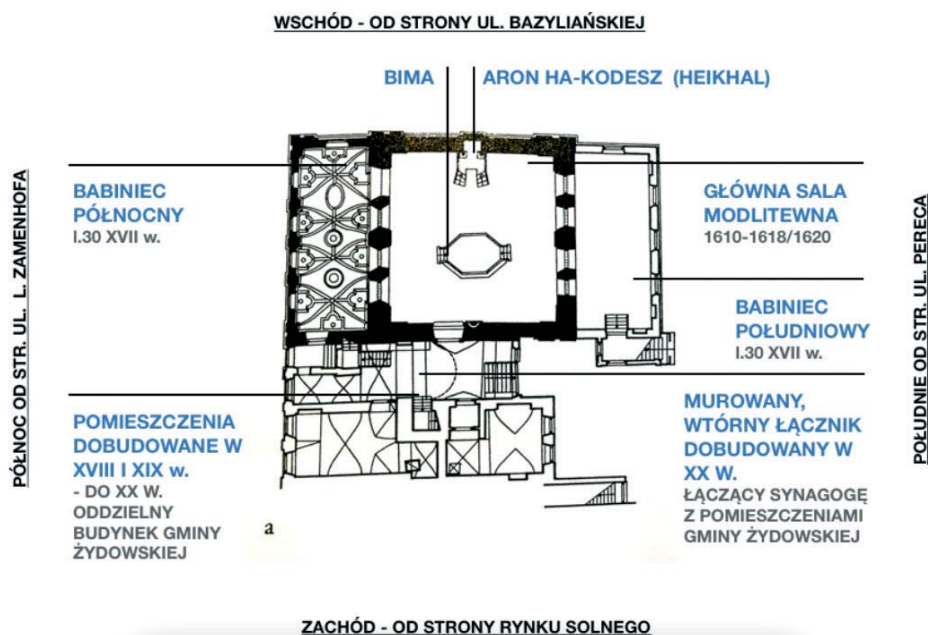 WSCHÓD - OD STRONY UL. BAZYLIAŃSKIEJ
BIMA
ARON HA-KODESZ (HEIKHAL)
PÓŁNOC OD STR. UL. L. ZAMENHOFA
BABINIEC
PÓŁNOCNY
I.30 XVII w.
GŁÓWNA SALA
MODLITEWNA
1610-1618/1620
BABINIEC
POŁUDNIOWY
I.30 XVII w.
POŁUDNIE OD STR. UL. PERECA
POMIESZCZENIA
DOBUDOWANE W
XVIII I XIX w.
- DO XX W.
ODDZIELNY
BUDYNEK GMINY
ŻYDOWSKIEJ
a
MUROWANY,
WTÓRNY ŁĄCZNIK
DOBUDOWANY W
XX W.
ŁĄCZĄCY SYNAGOGĘ
Z POMIESZCZENIAMI
GMINY ŻYDOWSKIEJ
ZACHÓD - OD STRONY RYNKU SOLNEGO